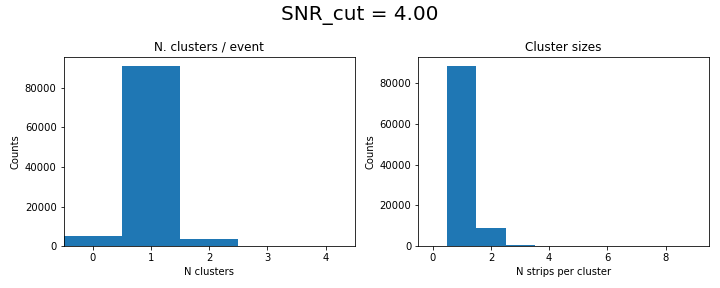 SNR_cut = 4.00
N. clusters / event
Counts
80000
60000
40000
20000
0
0 1 2 3 4
N clusters
Cluster sizes
Counts
80000
60000
40000
20000
0
0 2 4 6 8
N strips per cluster